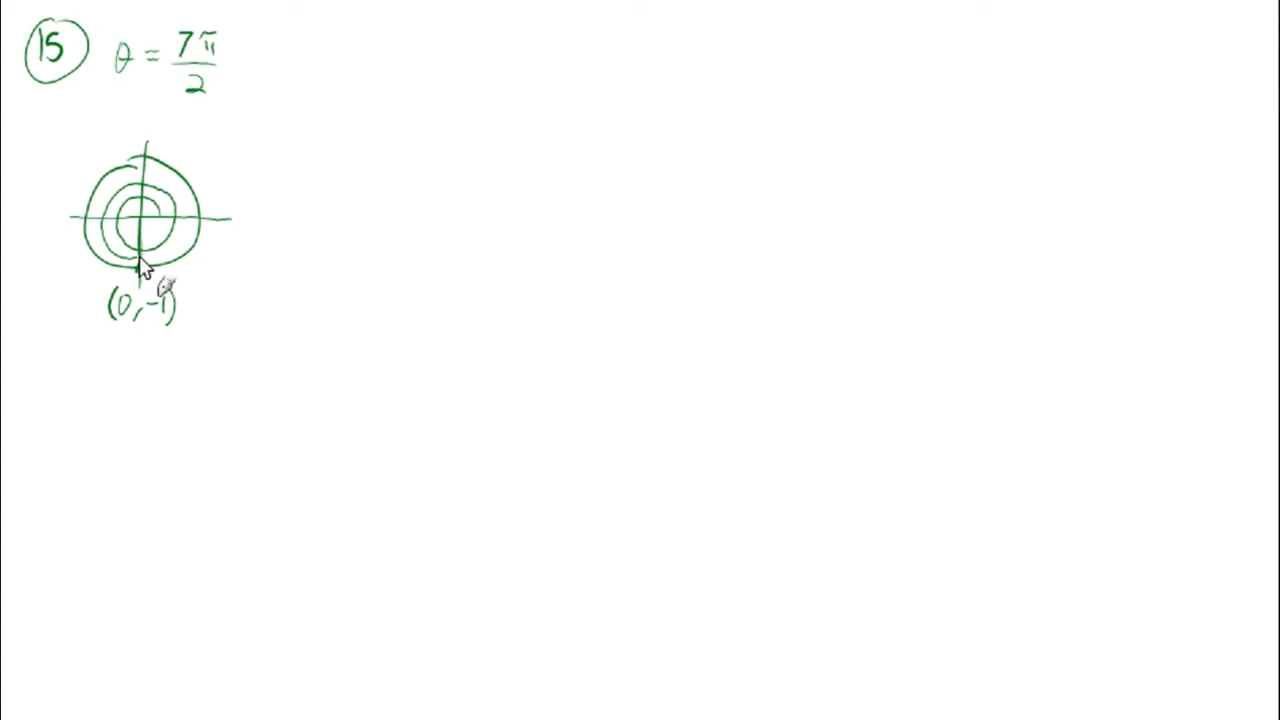 15 θ = 7π/2
(0, -1)